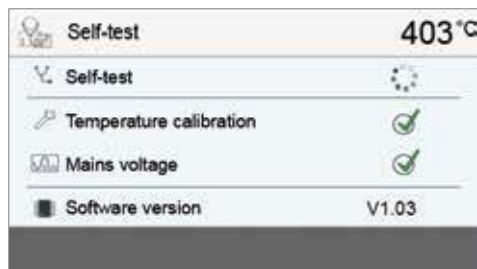 Self-test 403 °C
Self-test
Temperature calibration
Mains voltage
Software version V1.03